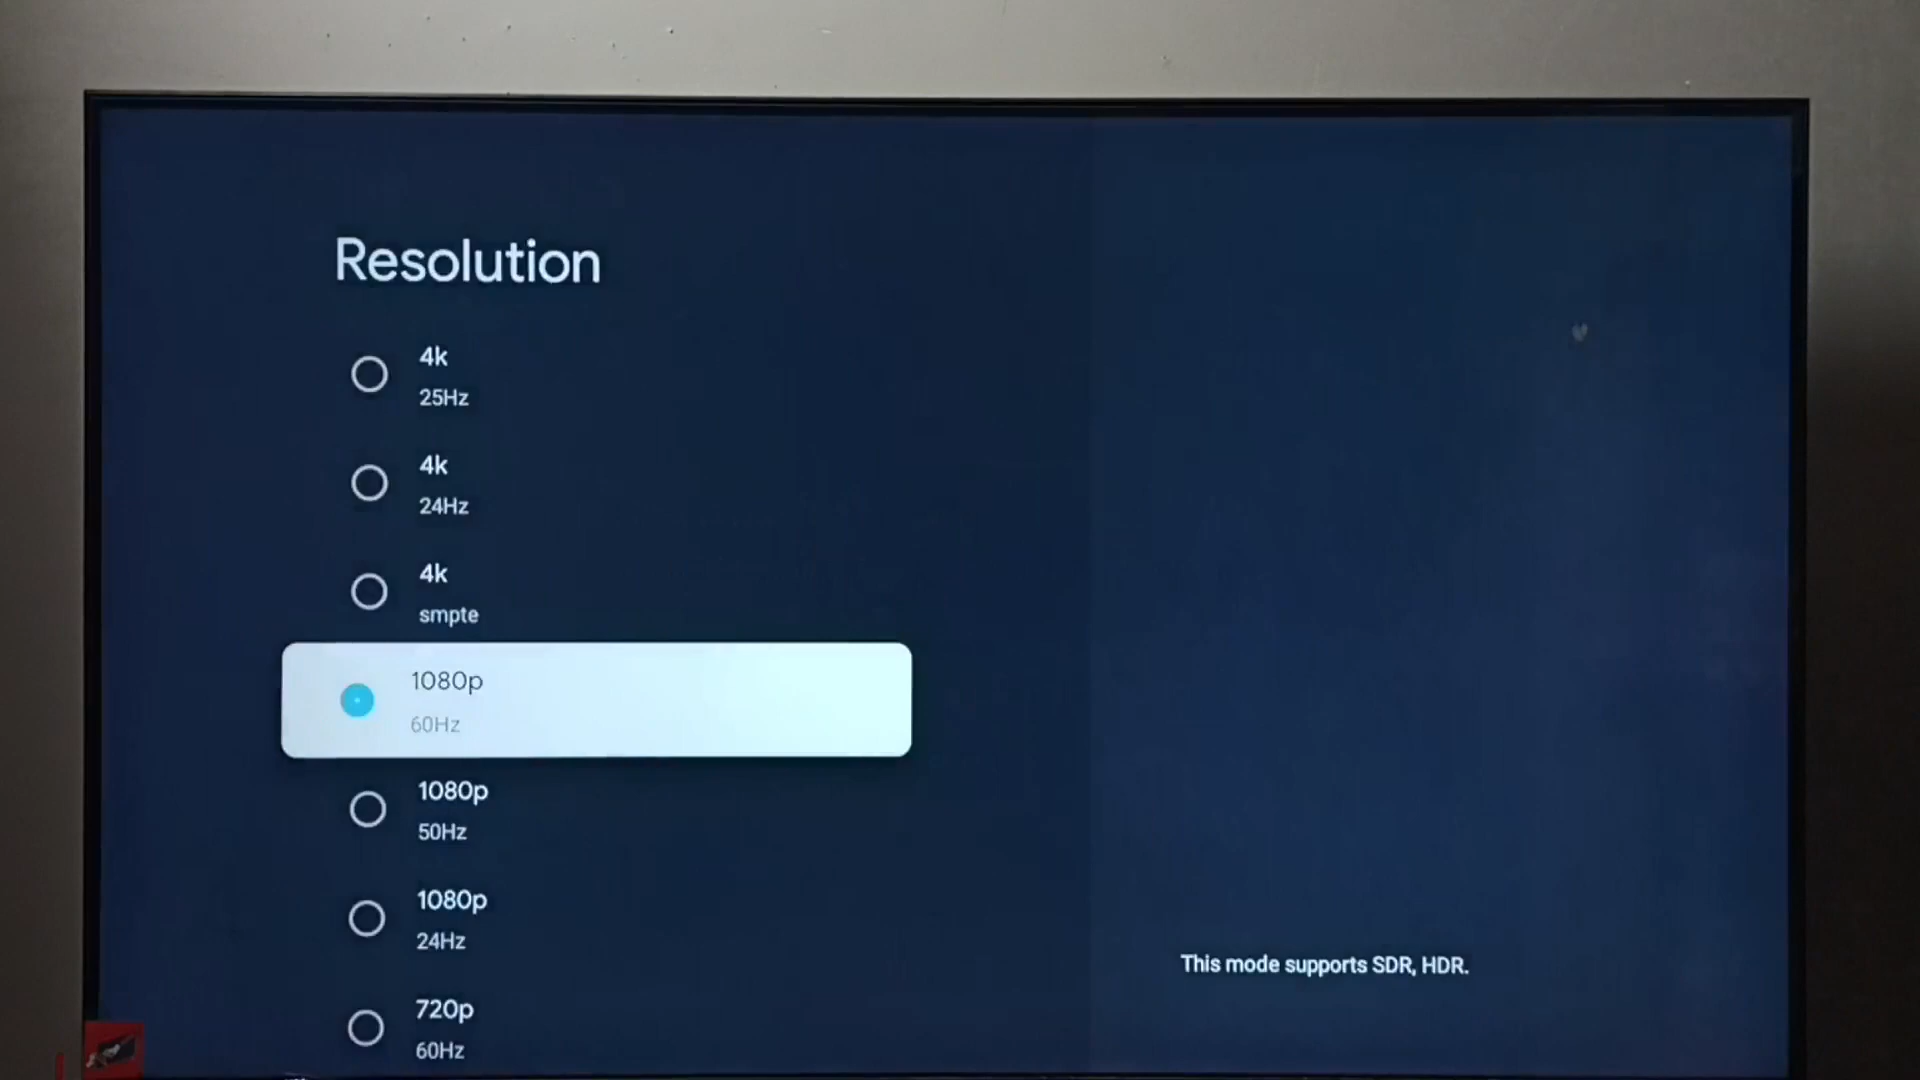 Resolution
4k
25Hz
4k
24Hz
4k
smpte
1080p
60Hz
1080p
50Hz
1080p
24Hz
720p
60Hz
This mode supports SDR, HDR.